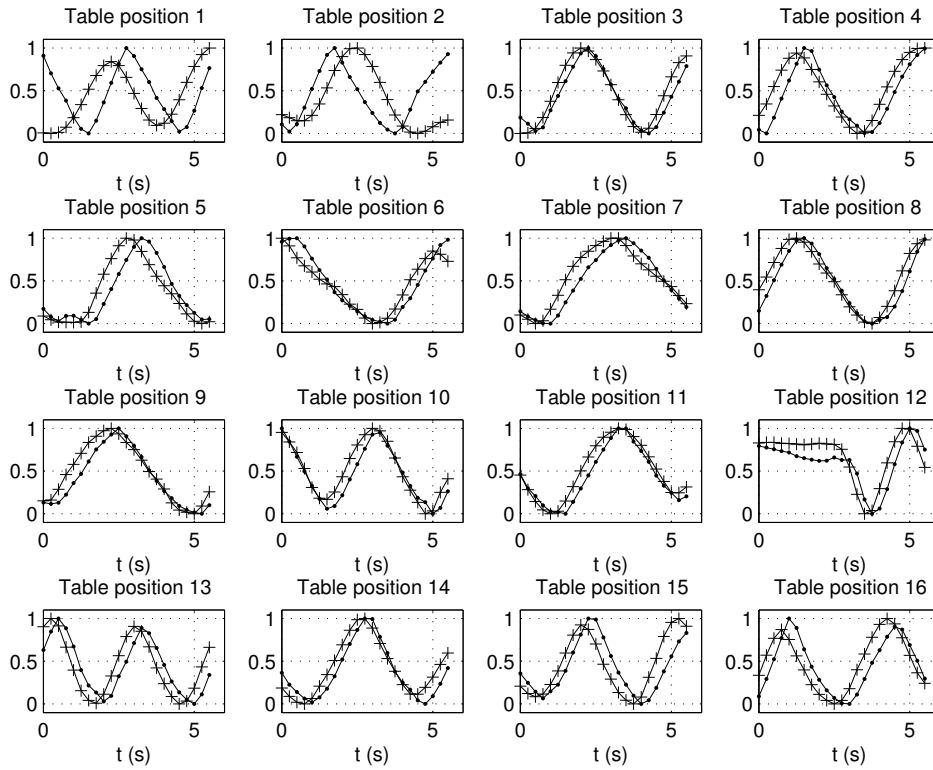 Table position 1 Table position 2 Table position 3 Table position 4
1 1 1 1
0.5 0.5 0.5 0.5
0 0 0 0
0 5 0 5 0 5 0 5
t (s) t (s) t (s) t (s)
Table position 5 Table position 6 Table position 7 Table position 8
1 1 1 1
0.5 0.5 0.5 0.5
0 0 0 0
0 5 0 5 0 5 0 5
t (s) t (s) t (s) t (s)
Table position 9 Table position 10 Table position 11 Table position 12
1 1 1 1
0.5 0.5 0.5 0.5
0 0 0 0
0 5 0 5 0 5 0 5
t (s) t (s) t (s) t (s)
Table position 13 Table position 14 Table position 15 Table position 16
1 1 1 1
0.5 0.5 0.5 0.5
0 0 0 0
0 5 0 5 0 5 0 5
t (s) t (s) t (s) t (s)